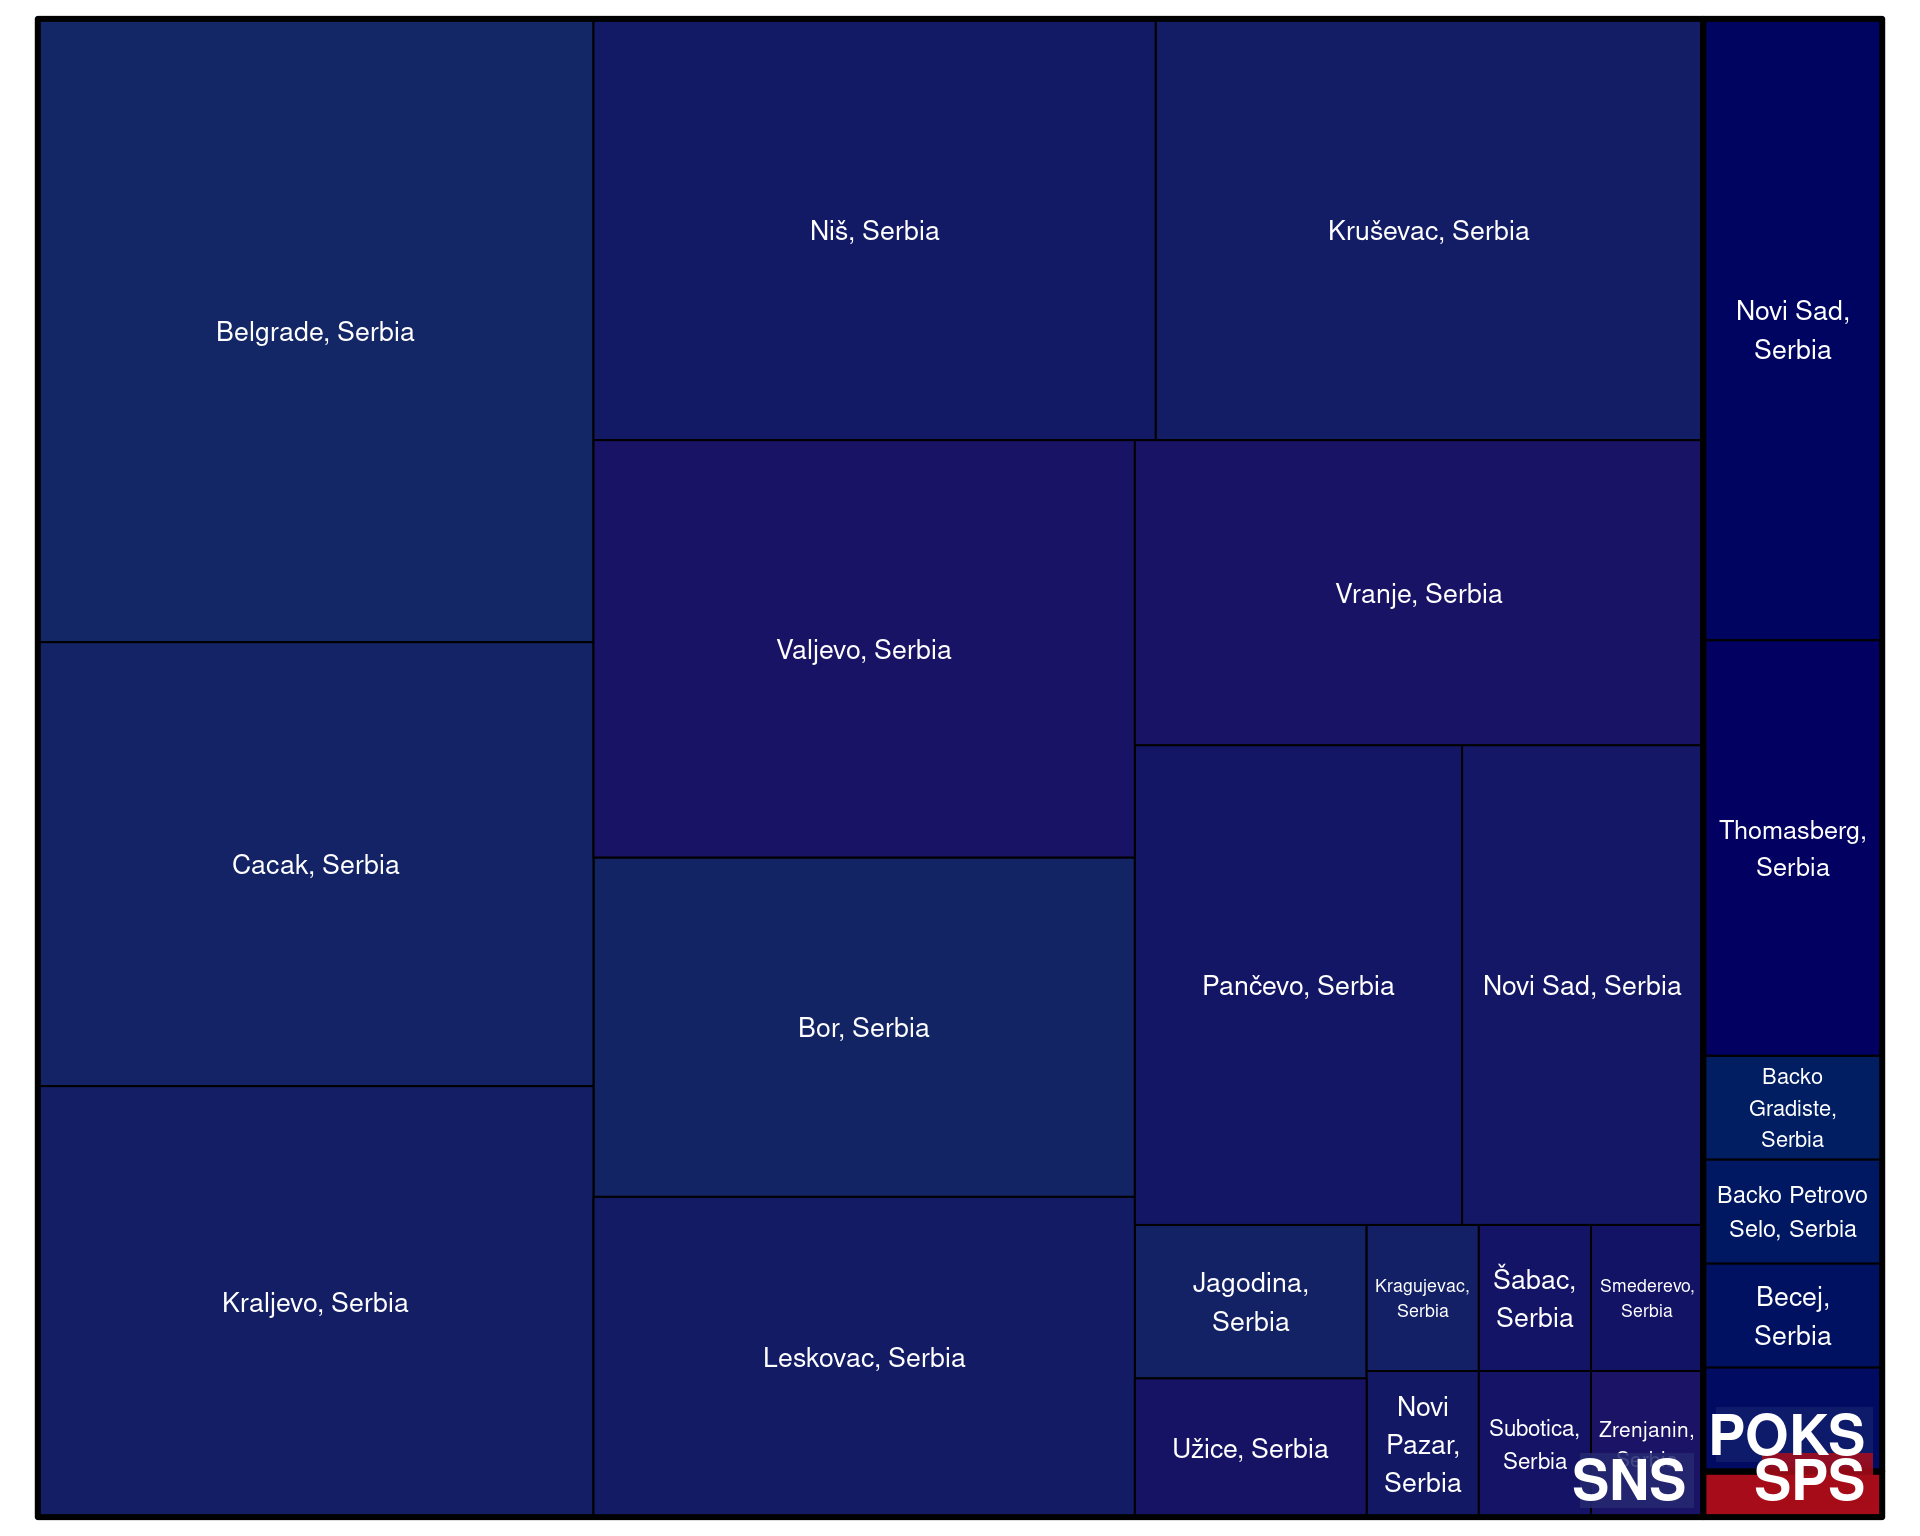 Belgrade, Serbia
Cacak, Serbia
Kraljevo, Serbia
Niš, Serbia
Kruševac, Serbia
Valjevo, Serbia
Vranje, Serbia
Bor, Serbia
Leskovac, Serbia
Pančevo, Serbia
Novi Sad, Serbia
Jagodina,
Serbia
Užice, Serbia
Kragujevac,
Serbia
Šabac,
Serbia
Smederevo,
Serbia
Novi
Pazar,
Serbia
Subotica,
Serbia
Zrenjanin,
Serbia
SNS
Novi Sad,
Serbia
Thomasberg,
Serbia
Backo
Gradiste,
Serbia
Backo Petrovo
Selo, Serbia
Becej,
Serbia
POKS
SPS